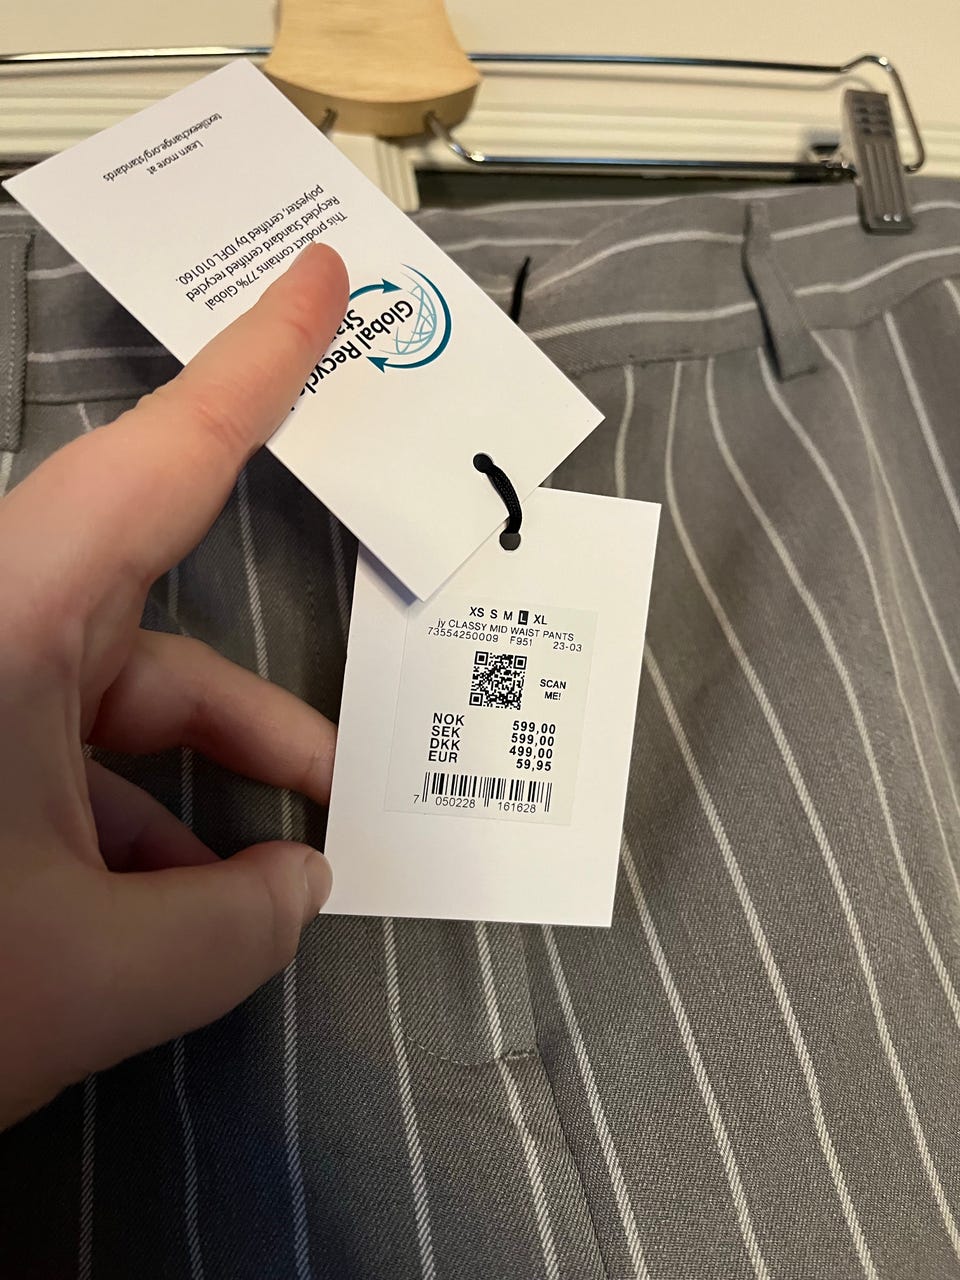 Global Recycled
Sta
This product contains 77% Global
Recycled Standard certified recycled
polyester, certified by IDFL 010160.
Learn more at
textileexchange.org/standards
XS S M L XL
jy CLASSY MID WAIST PANTS
73554250009 F951 23-03
SCAN
ME!
NOK 599,00
SEK 599,00
DKK 499,00
EUR 59,95
7 050228 161628